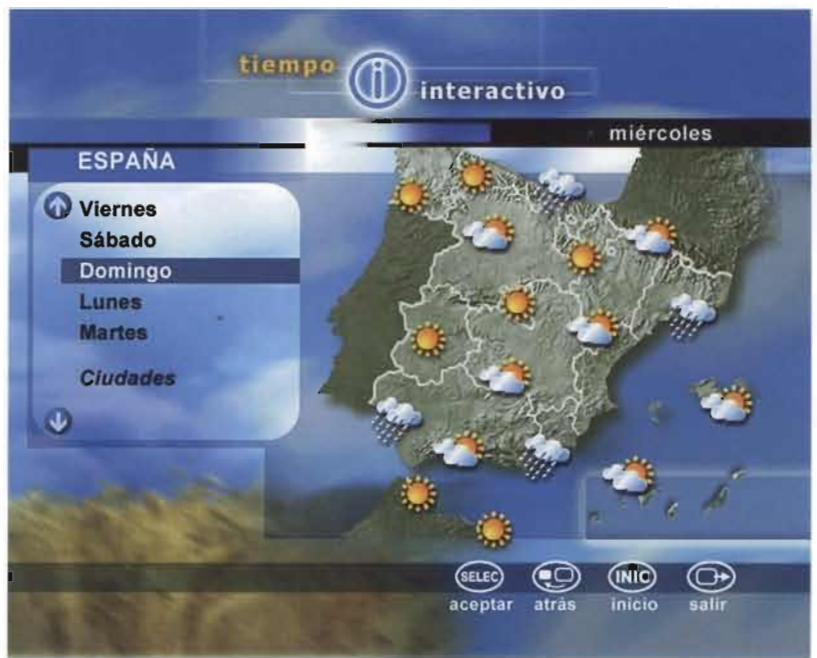 tiempo
i
interactivo
miércoles
ESPAÑA
Viernes
Sábado
Domingo
Lunes
Martes
Ciudades
SELEC
INIC
aceptar atrás inicio salir